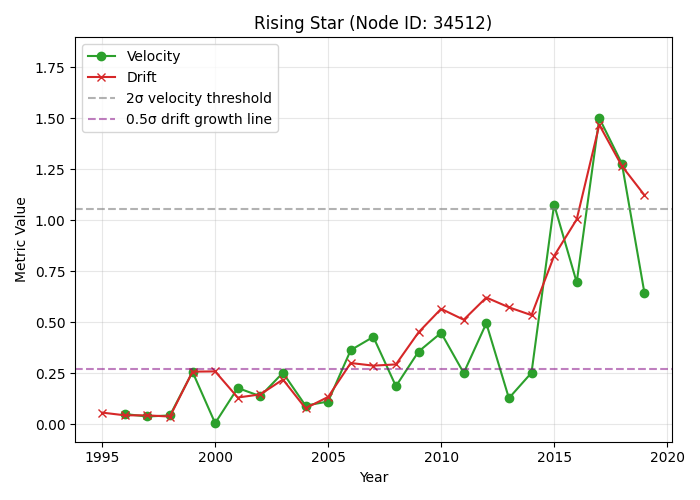 Rising Star (Node ID: 34512)
Velocity
Drift
2σ velocity threshold
0.5σ drift growth line
1.75
1.50
1.25
1.00
0.75
0.50
0.25
0.00
Metric Value
1995 2000 2005 2010 2015 2020
Year